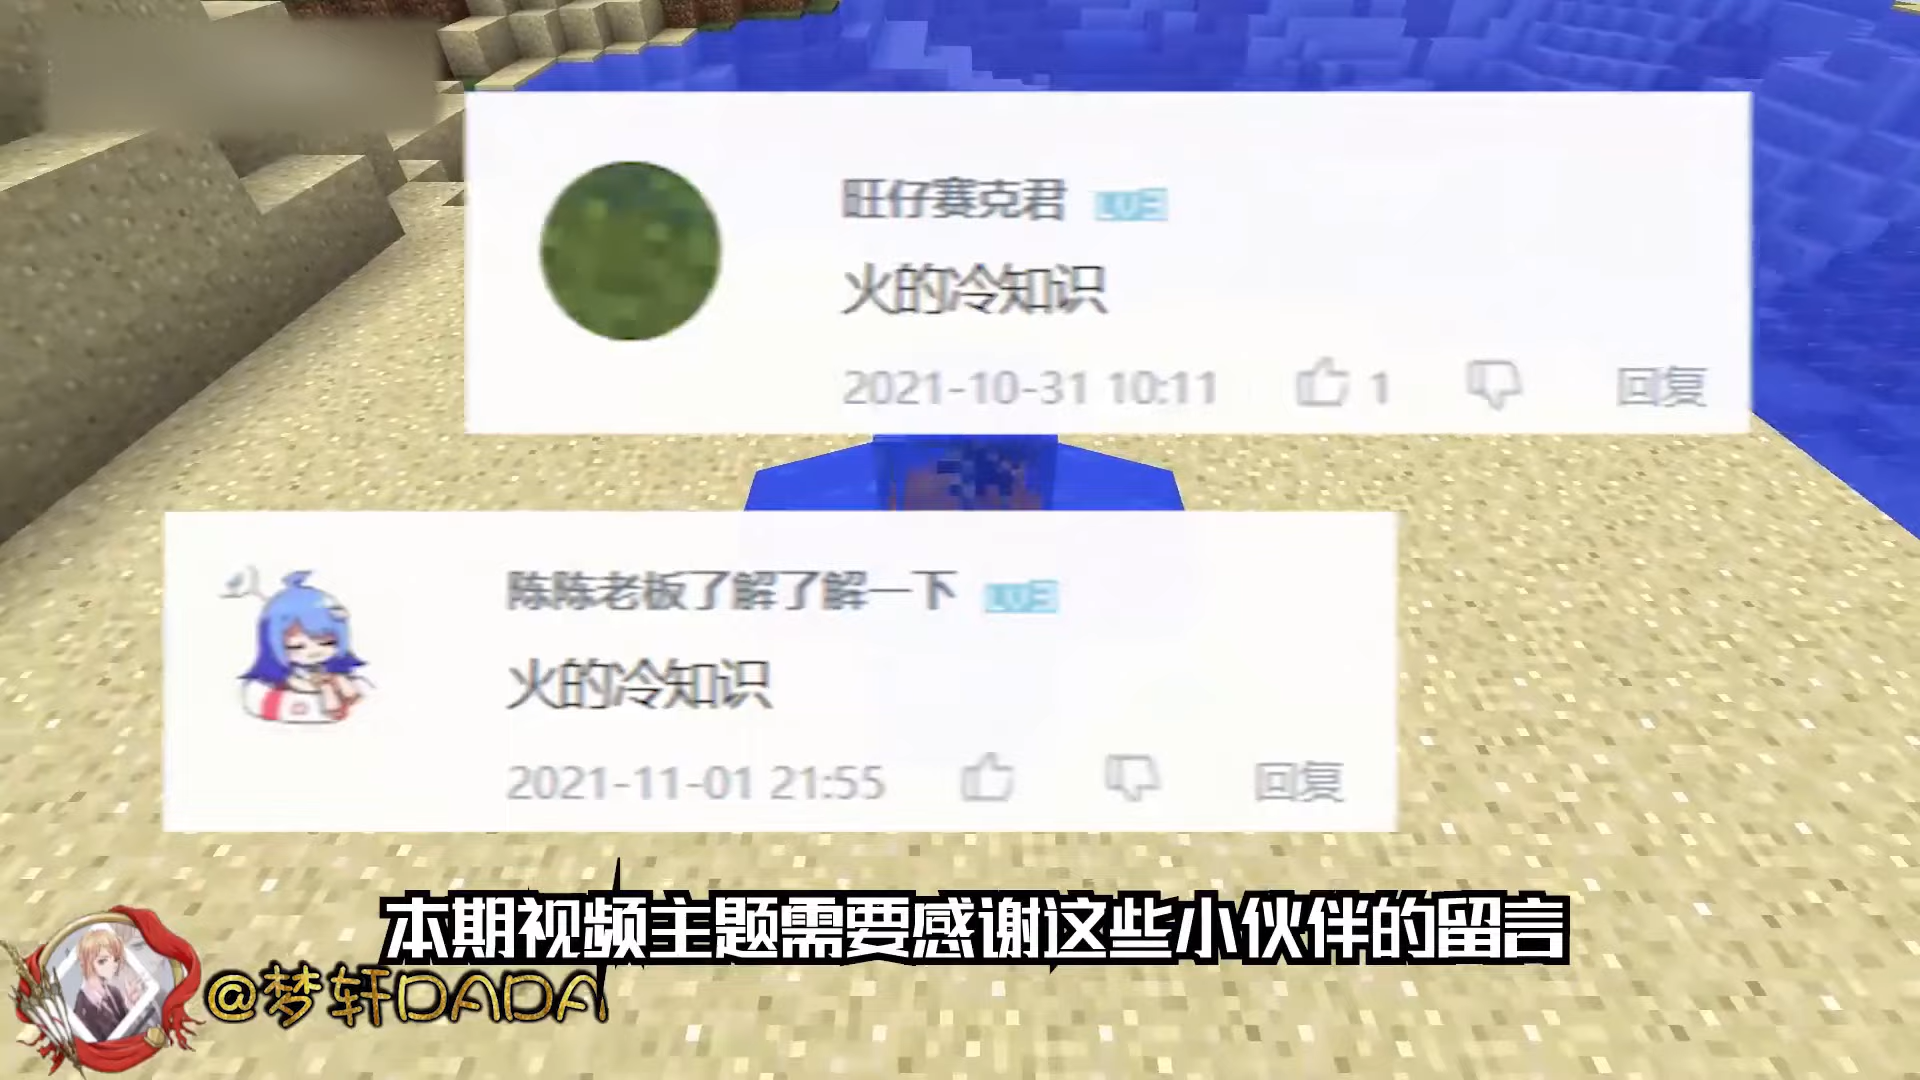 旺仔赛克君 LV3
火的冷知识
2021-10-31 10:11 1 回复
陈陈老板了解了解一下 LV3
火的冷知识
2021-11-01 21:55 回复
本期视频主题需要感谢这些小伙伴的留言
@梦轩DADA